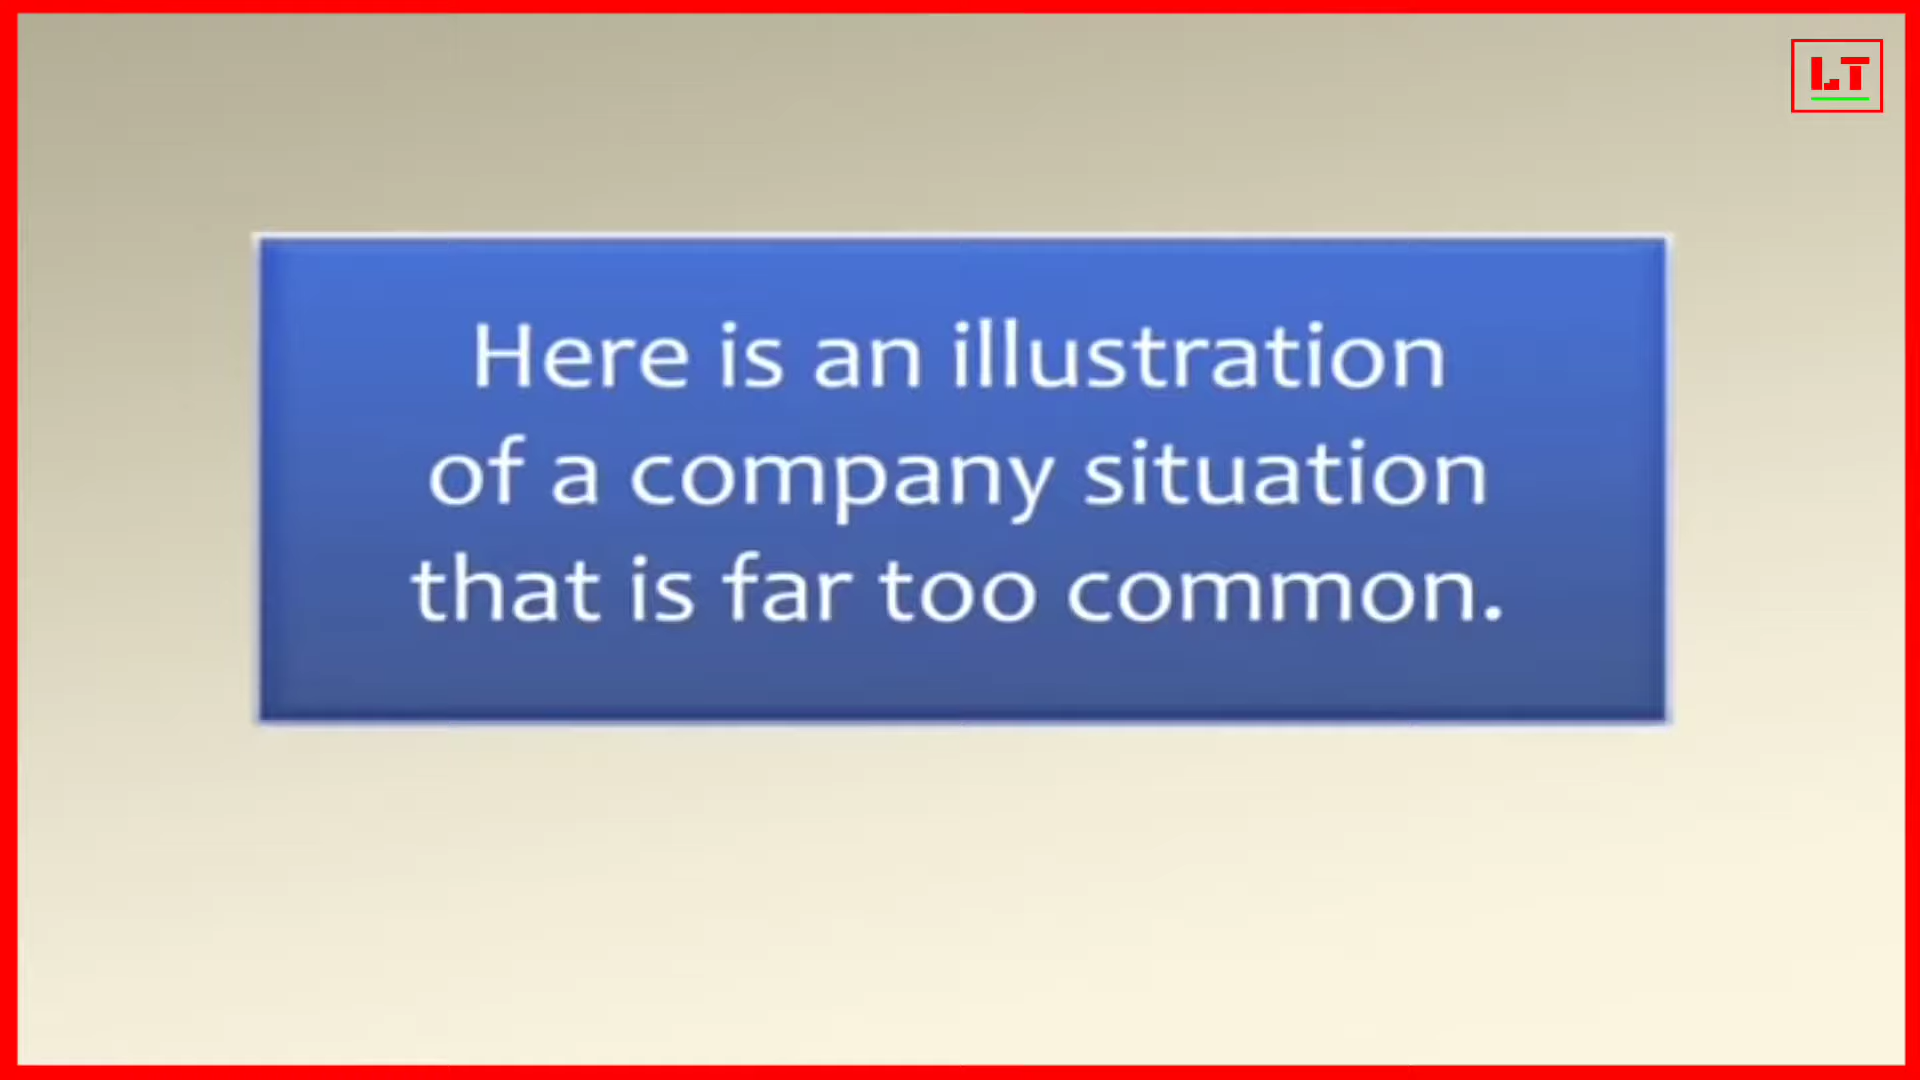 LT
Here is an illustration
of a company situation
that is far too common.